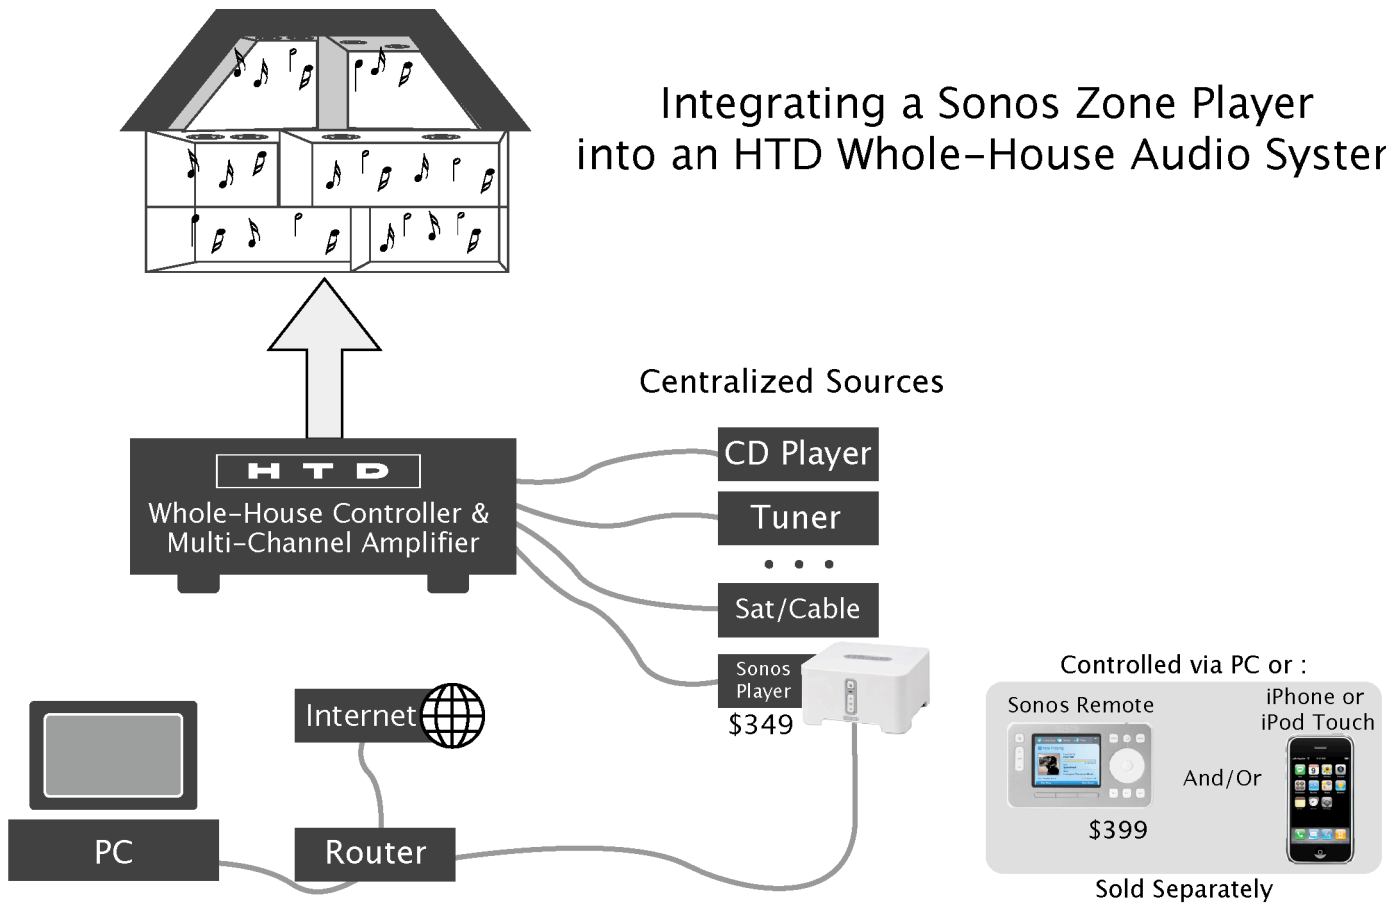 Integrating a Sonos Zone Player
into an HTD Whole-House Audio Syster
Centralized Sources
CD Player
HTD
Whole-House Controller &
Multi-Channel Amplifier
Tuner
Sat/Cable
Sonos
Player
$349
Controlled via PC or :
Sonos Remote
iPhone or
iPod Touch
And/Or
$399
Sold Separately
Internet
PC
Router